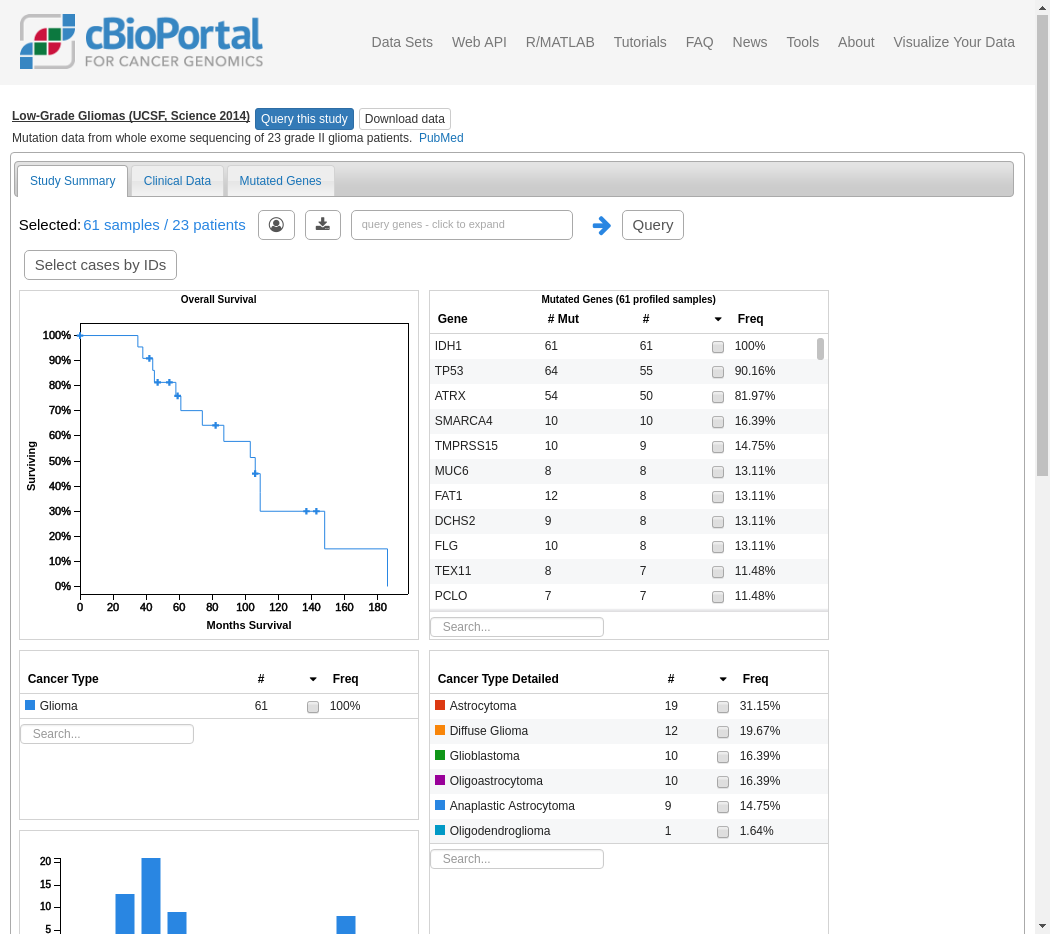 cBioPortal
FOR CANCER GENOMICS
Data Sets Web API R/MATLAB Tutorials FAQ News Tools About Visualize Your Data
Low-Grade Gliomas (UCSF, Science 2014) Query this study Download data
Mutation data from whole exome sequencing of 23 grade II glioma patients. PubMed
Study Summary Clinical Data Mutated Genes
Selected: 61 samples / 23 patients query genes - click to expand Query
Select cases by IDs
Overall Survival
100%
90%
80%
70%
60%
50%
40%
30%
20%
10%
0%
Surviving
0 20 40 60 80 100 120 140 160 180
Months Survival
Mutated Genes (61 profiled samples)
Gene # Mut # Freq
IDH1 61 61 100%
TP53 64 55 90.16%
ATRX 54 50 81.97%
SMARCA4 10 10 16.39%
TMPRSS15 10 9 14.75%
MUC6 8 8 13.11%
FAT1 12 8 13.11%
DCHS2 9 8 13.11%
FLG 10 8 13.11%
TEX11 8 7 11.48%
PCLO 7 7 11.48%
Search...
Cancer Type # Freq
Glioma 61 100%
Search...
Cancer Type Detailed # Freq
Astrocytoma 19 31.15%
Diffuse Glioma 12 19.67%
Glioblastoma 10 16.39%
Oligoastrocytoma 10 16.39%
Anaplastic Astrocytoma 9 14.75%
Oligodendroglioma 1 1.64%
Search...
20
15
10
5